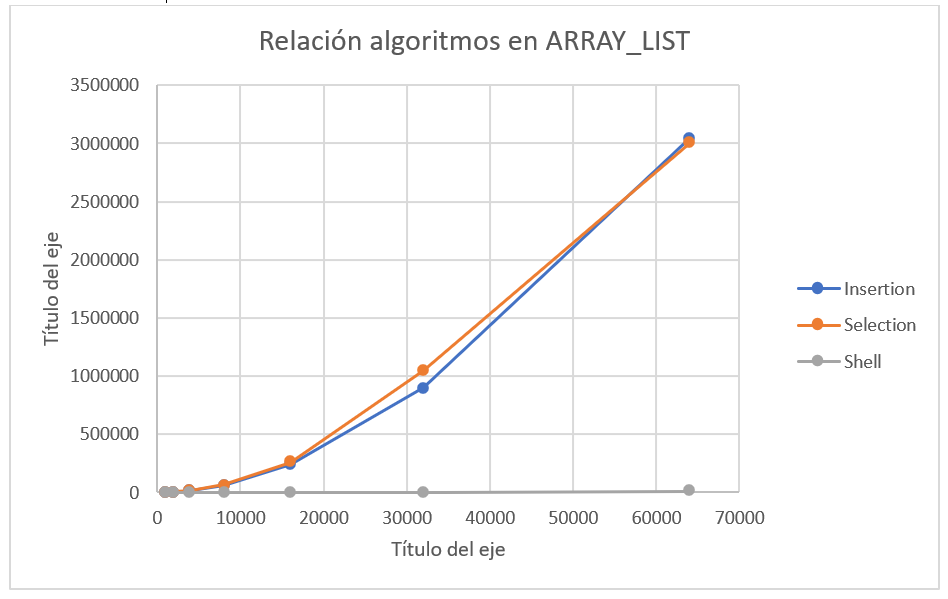 Relación algoritmos en ARRAY_LIST
3500000
3000000
2500000
2000000
1500000
1000000
500000
0
Título del eje
0 10000 20000 30000 40000 50000 60000 70000
Título del eje
Insertion
Selection
Shell